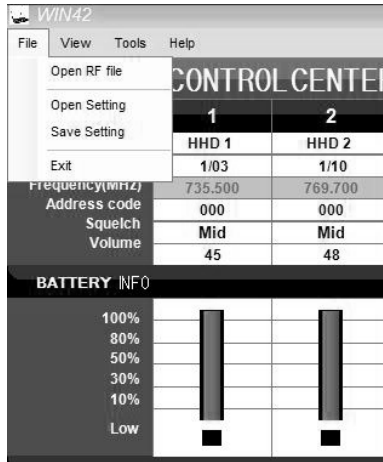 WIN42
File View Tools Help
Open RF file
Open Setting
Save Setting
Exit
CONTROL CENTE
1 2
HHD 1 HHD 2
1/03 1/10
Frequency(MHz) 735.500 769.700
Address code 000 000
Squelch Mid Mid
Volume 45 48
BATTERY INFO
100%
80%
50%
30%
10%
Low